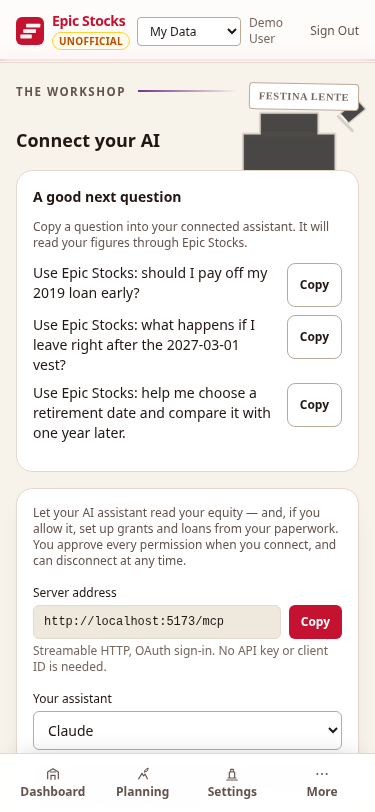 Epic Stocks
UNOFFICIAL
My Data
Demo
User
Sign Out
THE WORKSHOP
FESTINA LENTE
Connect your AI
A good next question
Copy a question into your connected assistant. It will
read your figures through Epic Stocks.
Use Epic Stocks: should I pay off my
2019 loan early?
Copy
Use Epic Stocks: what happens if I
leave right after the 2027-03-01
vest?
Copy
Use Epic Stocks: help me choose a
retirement date and compare it with
one year later.
Copy
Let your AI assistant read your equity — and, if you
allow it, set up grants and loans from your paperwork.
You approve every permission when you connect, and
can disconnect at any time.
Server address
http://localhost:5173/mcp
Copy
Streamable HTTP, OAuth sign-in. No API key or client
ID is needed.
Your assistant
Claude
Dashboard
Planning
Settings
More